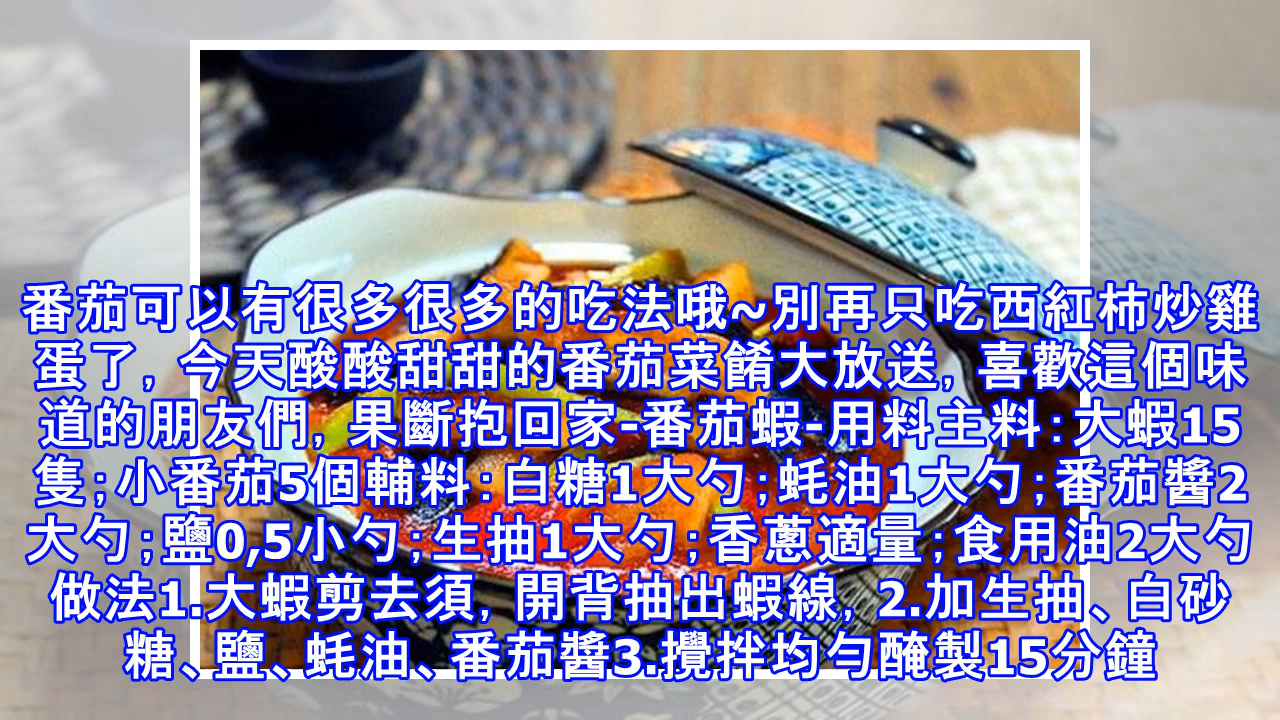 番茄可以有很多很多的吃法哦~別再只吃西紅柿炒雞
蛋了, 今天酸酸甜甜的番茄菜餚大放送, 喜歡這個味
道的朋友們, 果斷抱回家-番茄蝦-用料主料:大蝦15
隻;小番茄5個輔料:白糖1大勺;蚝油1大勺;番茄醬2
大勺;鹽0,5小勺;生抽1大勺;香蔥適量;食用油2大勺
做法1.大蝦剪去須, 開背抽出蝦線, 2.加生抽、白砂
糖、鹽、蚝油、番茄醬3.攪拌均勻醃製15分鐘